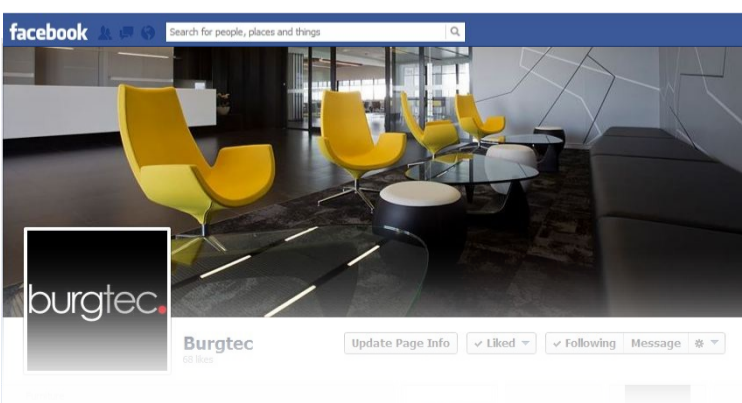 facebook
Search for people, places and things
burgtec.
Burgtec
Update Page Info
Liked
Following
Message
68 likes